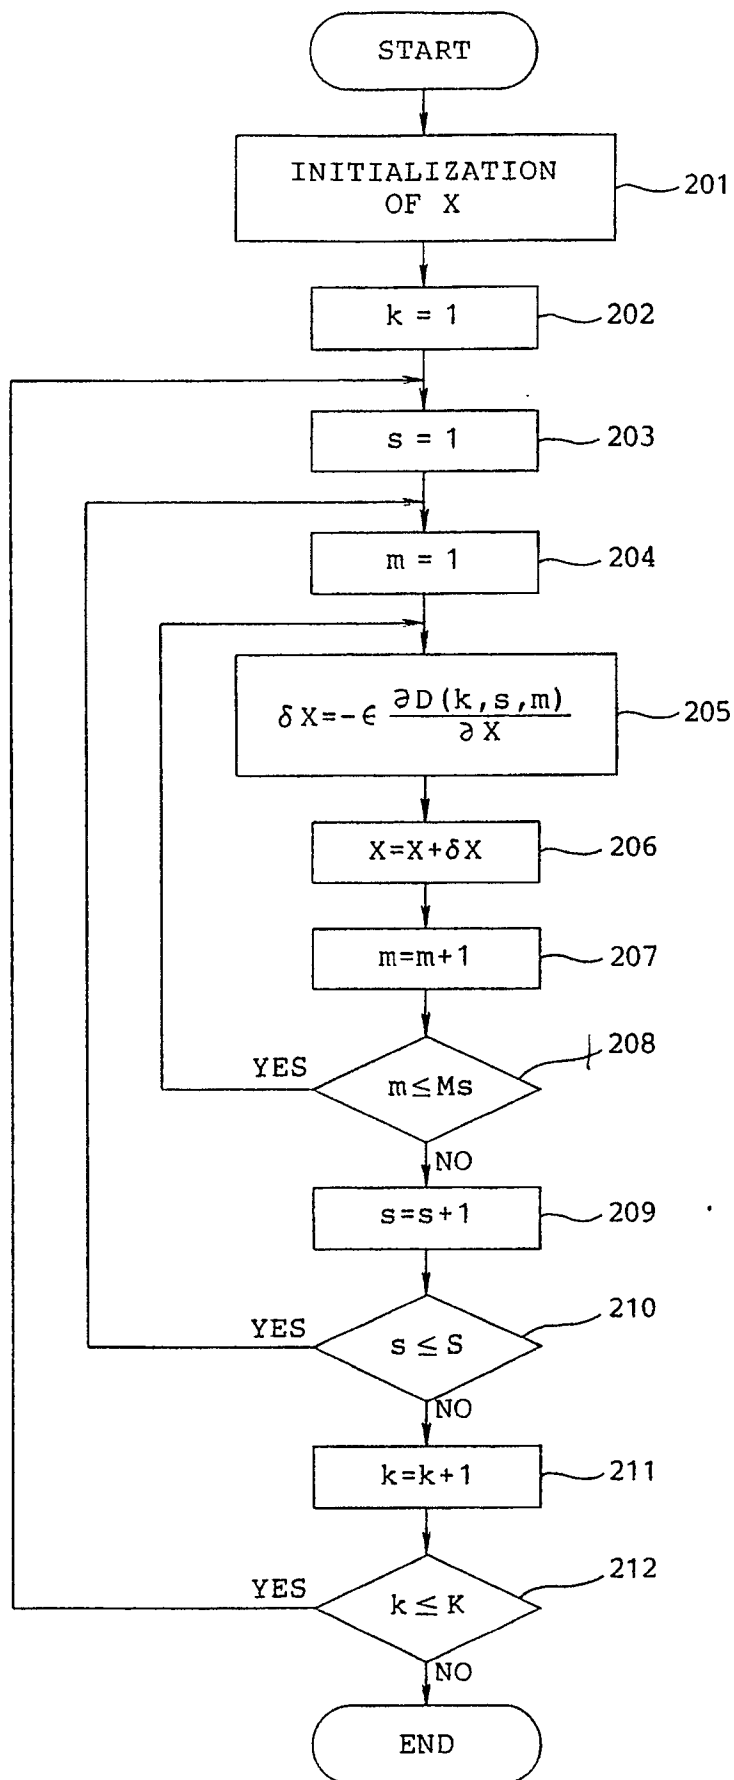 START
INITIALIZATION
OF X
201
k = 1
202
s = 1
203
m = 1
204
δX=-ϵ ∂D(k,s,m)/∂X
205
X=X+δX
206
m=m+1
207
208
YES
m≤Ms
NO
s=s+1
209
210
YES
s≤S
NO
k=k+1
211
212
YES
k≤K
NO
END